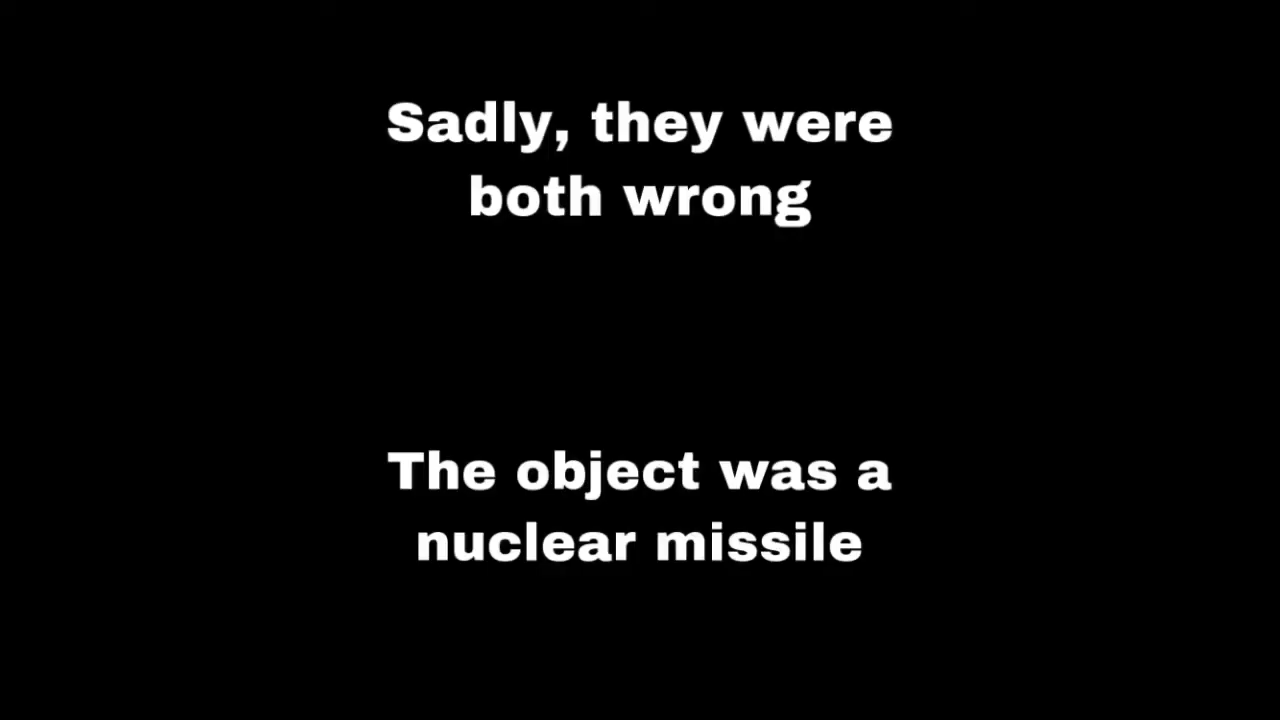 Sadly, they were
both wrong
The object was a
nuclear missile